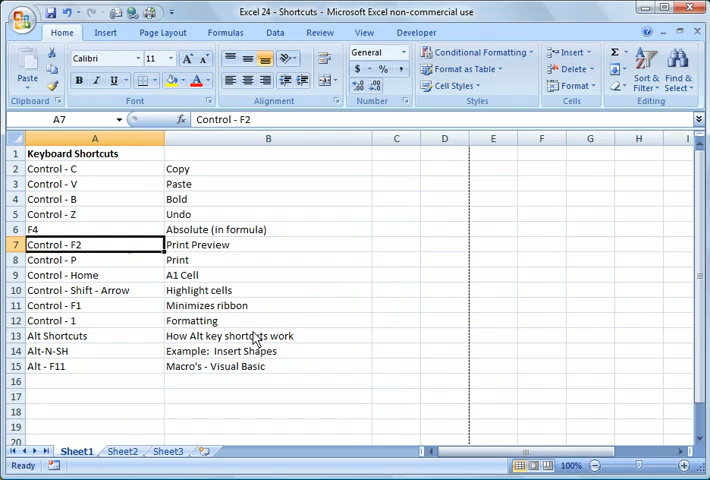 Excel 24 - Shortcuts - Microsoft Excel non-commercial use
Home Insert Page Layout Formulas Data Review View Developer
Calibri 11 General Conditional Formatting Insert Σ
Paste B I U A $ % , Format as Table Delete Sort & Filter Find & Select
Cell Styles Format
Clipboard Font Alignment Number Styles Cells Editing
A7 fx Control - F2
A B C D E F G H I
1 Keyboard Shortcuts
2 Control - C Copy
3 Control - V Paste
4 Control - B Bold
5 Control - Z Undo
6 F4 Absolute (in formula)
7 Control - F2 Print Preview
8 Control - P Print
9 Control - Home A1 Cell
10 Control - Shift - Arrow Highlight cells
11 Control - F1 Minimizes ribbon
12 Control - 1 Formatting
13 Alt Shortcuts How Alt key shortcuts work
14 Alt-N-SH Example: Insert Shapes
15 Alt - F11 Macro's - Visual Basic
16
17
18
19
20
Sheet1 Sheet2 Sheet3
Ready 100%